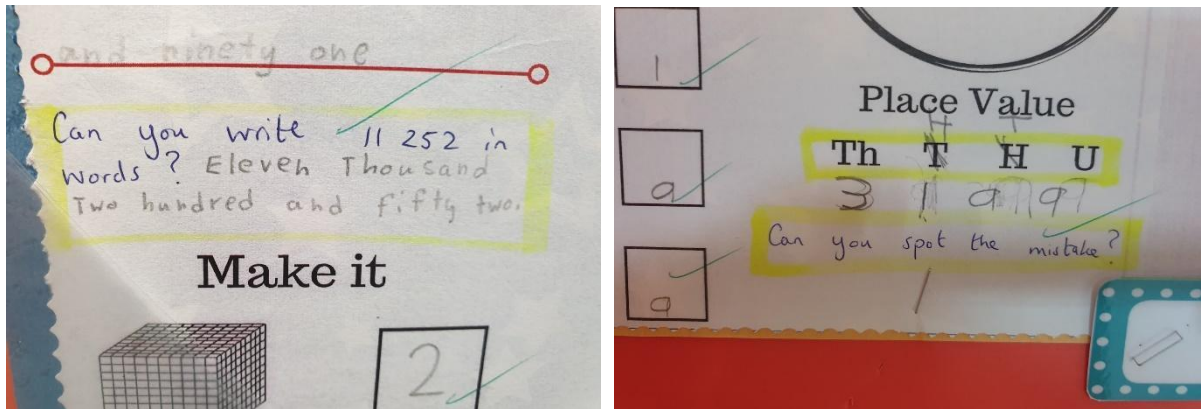 and ninety one
Can you write 11 252 in
words? Eleven Thousand
Two hundred and fifty two.
Make it
2
1
9
9
Place Value
H T
Th T H U
3 1 9 9
Can you spot the mistake?
1